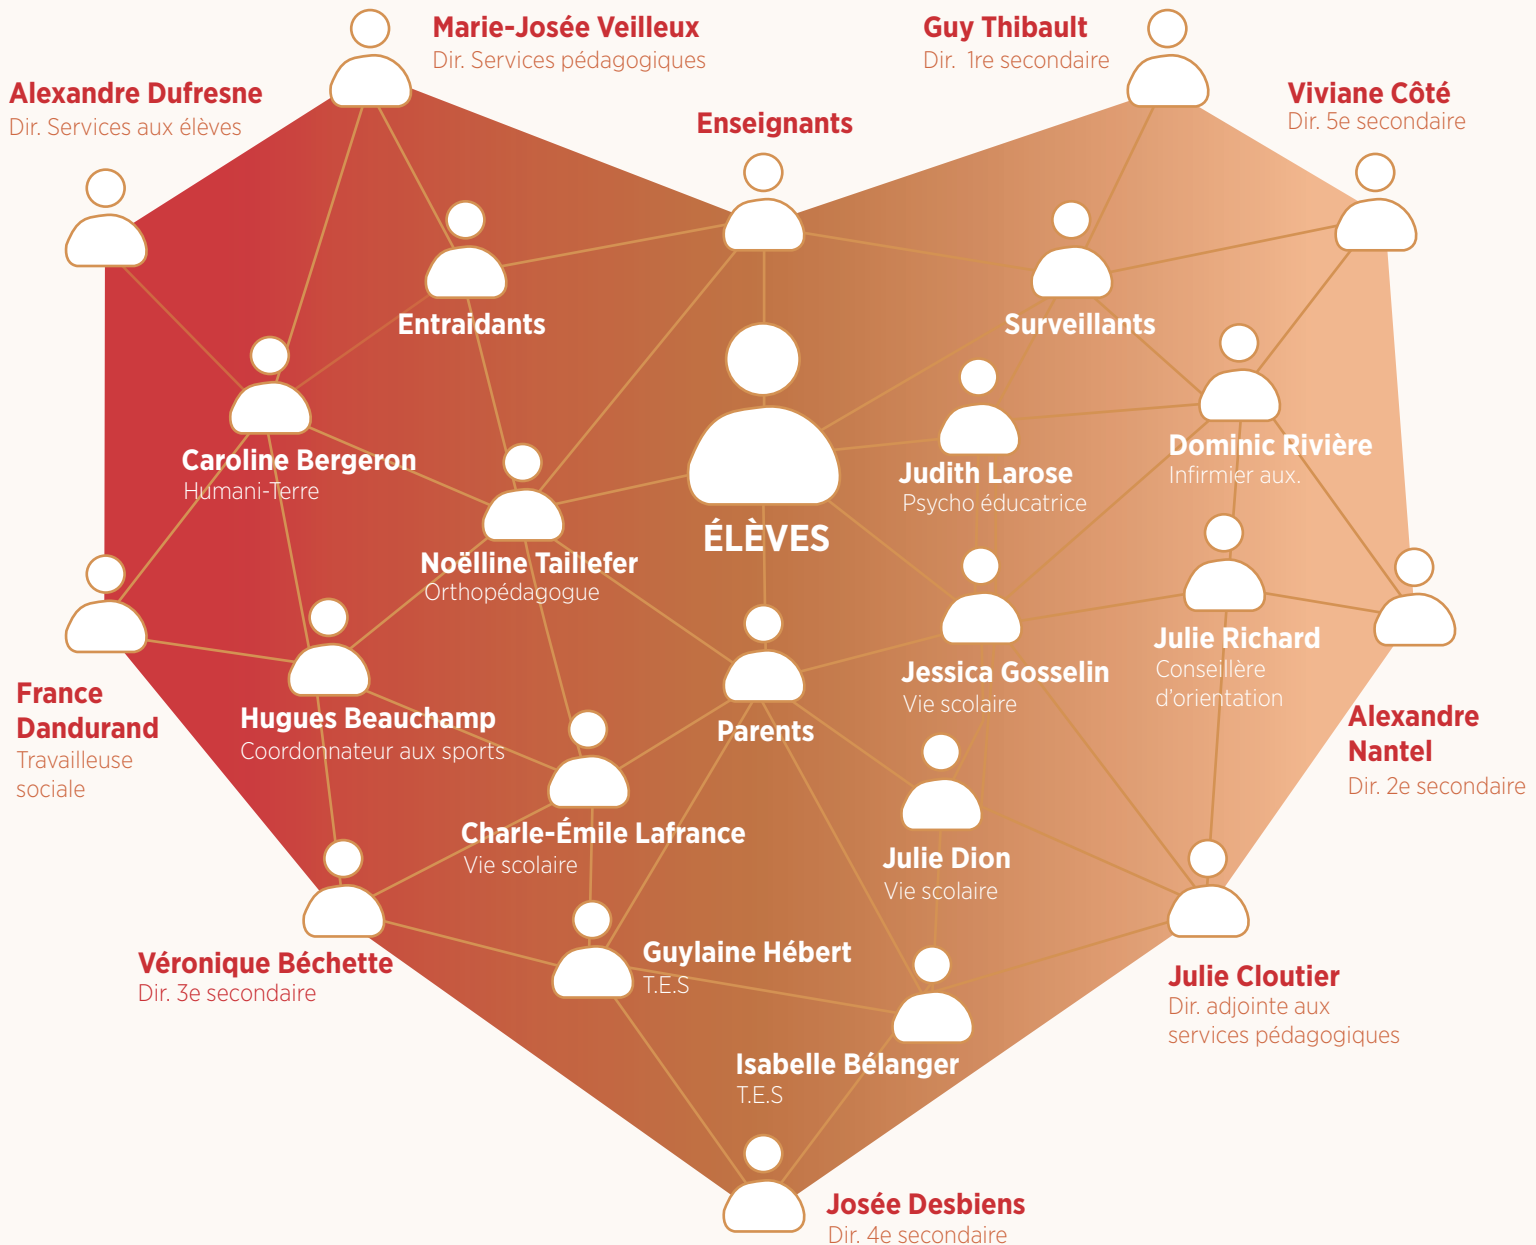 Marie-Josée Veilleux
Dir. Services pédagogiques
Guy Thibault
Dir. 1re secondaire
Alexandre Dufresne
Dir. Services aux élèves
Viviane Côté
Dir. 5e secondaire
Enseignants
Entraidants
Surveillants
Caroline Bergeron
Humani-Terre
Dominic Rivière
Infirmier aux.
Judith Larose
Psycho éducatrice
ÉLÈVES
Noëlline Taillefer
Orthopédagogue
Julie Richard
Conseillère
d'orientation
Jessica Gosselin
Vie scolaire
France
Dandurand
Travailleuse
sociale
Hugues Beauchamp
Coordonnateur aux sports
Parents
Alexandre
Nantel
Dir. 2e secondaire
Charle-Émile Lafrance
Vie scolaire
Julie Dion
Vie scolaire
Véronique Béchette
Dir. 3e secondaire
Guylaine Hébert
T.E.S
Julie Cloutier
Dir. adjointe aux
services pédagogiques
Isabelle Bélanger
T.E.S
Josée Desbiens
Dir. 4e secondaire